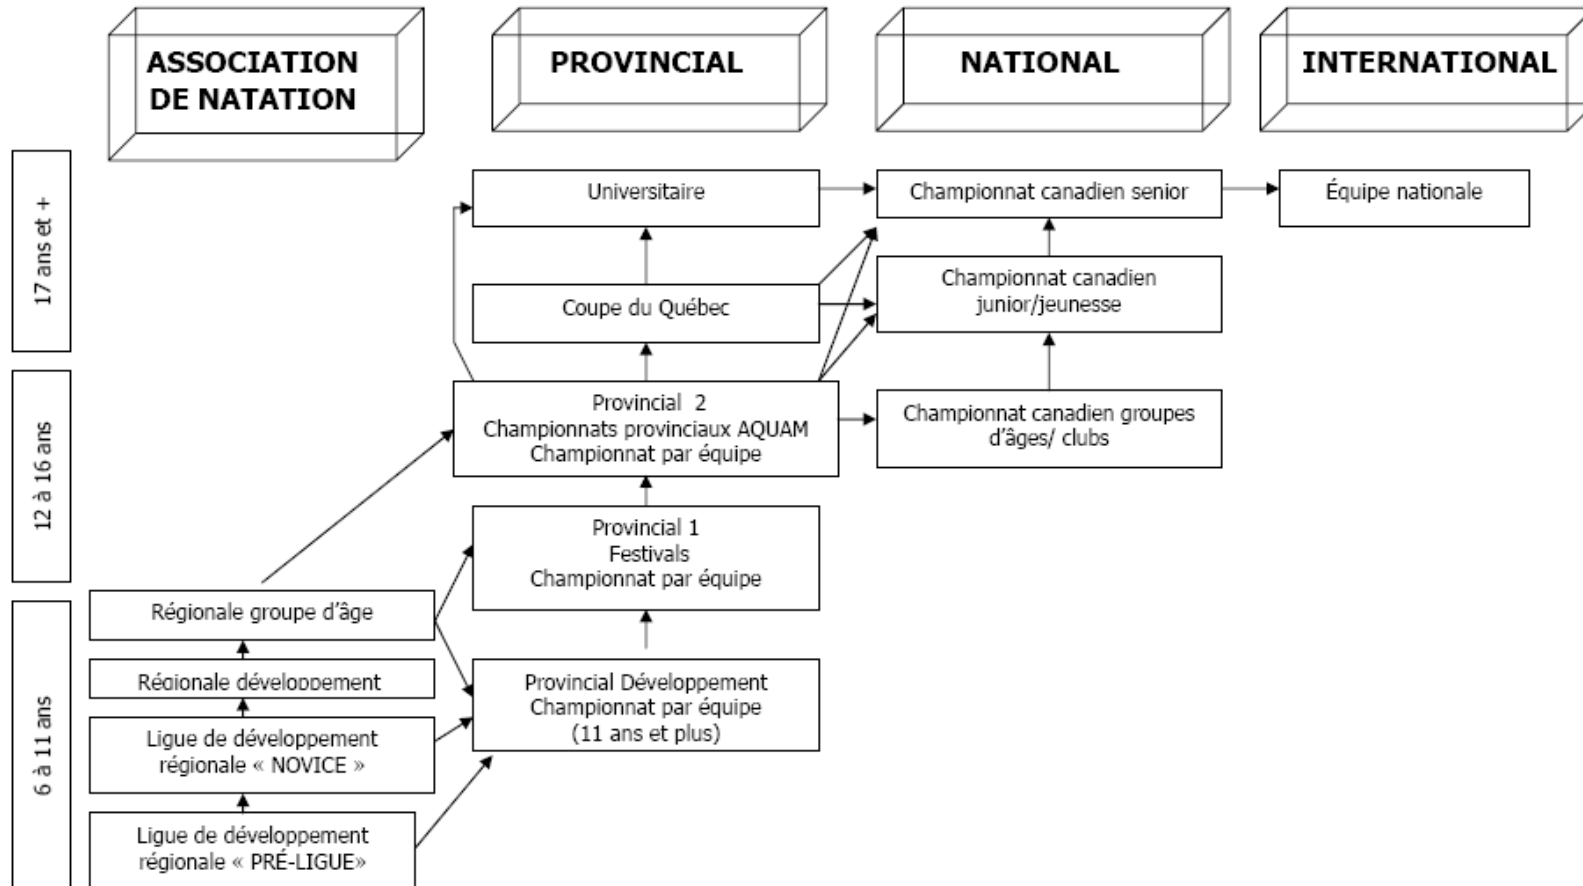 ASSOCIATION
DE NATATION
PROVINCIAL
NATIONAL
INTERNATIONAL
17 ans et +
Universitaire
Championnat canadien senior
Équipe nationale
Coupe du Québec
Championnat canadien
junior/jeunesse
12 à 16 ans
Provincial 2
Championnats provinciaux AQUAM
Championnat par équipe
Championnat canadien groupes
d'âges/ clubs
Provincial 1
Festivals
Championnat par équipe
6 à 11 ans
Régionale groupe d'âge
Régionale développement
Provincial Développement
Championnat par équipe
(11 ans et plus)
Ligue de développement
régionale « NOVICE »
Ligue de développement
régionale « PRÉ-LIGUE»